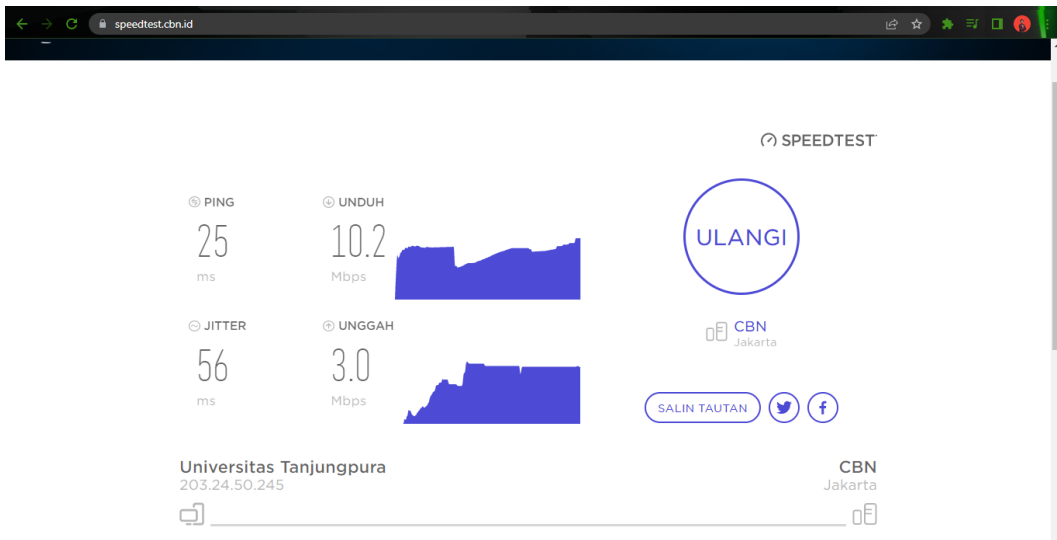 speedtest.cbn.id
SPEEDTEST
PING
25
ms
UNDUH
10.2
Mbps
ULANGI
JITTER
56
ms
UNGGAH
3.0
Mbps
CBN
Jakarta
SALIN TAUTAN
Universitas Tanjungpura
203.24.50.245
CBN
Jakarta